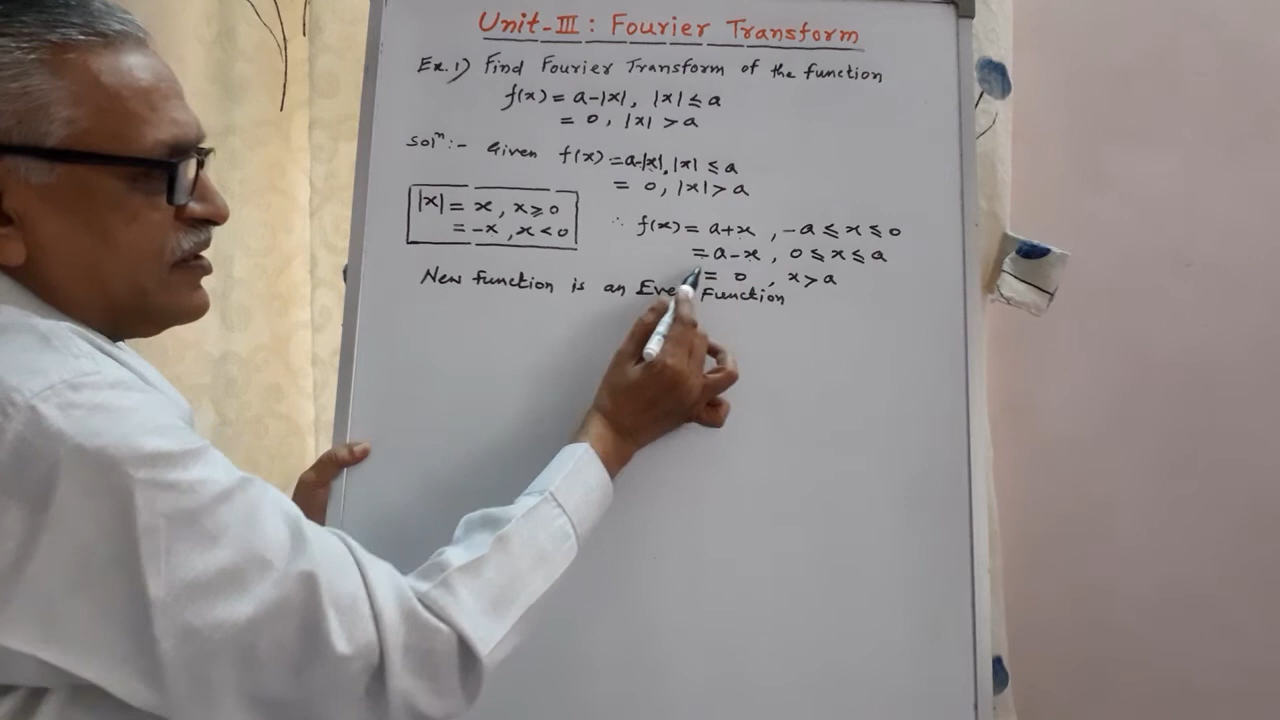 Unit-III : Fourier Transform
Ex.1) Find Fourier Transform of the function
f(x) = a-|x|, |x| ≤ a
= 0, |x| > a
Solⁿ:- Given f(x) = a-|x|, |x| ≤ a
= 0, |x| > a
|x| = x, x ≥ 0
= -x, x < 0
∴ f(x) = a+x, -a ≤ x ≤ 0
= a-x, 0 ≤ x ≤ a
= 0, x > a
New function is an Even Function